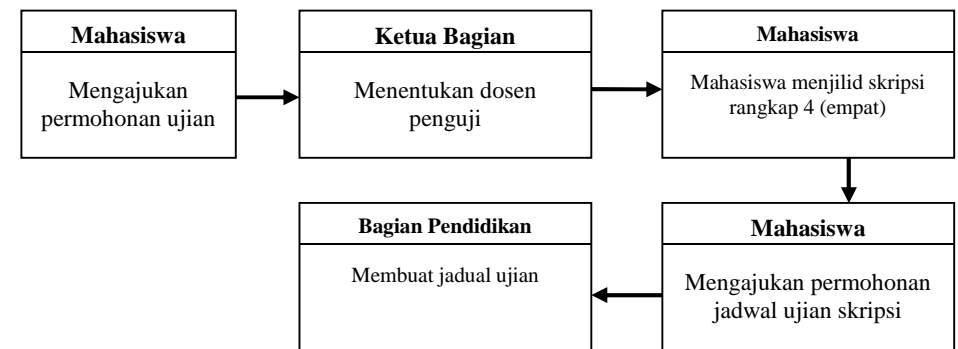 Mahasiswa
Mengajukan
permohonan ujian
Ketua Bagian
Menentukan dosen
penguji
Mahasiswa
Mahasiswa menjilid skripsi
rangkap 4 (empat)
Mahasiswa
Mengajukan permohonan
jadwal ujian skripsi
Bagian Pendidikan
Membuat jadual ujian